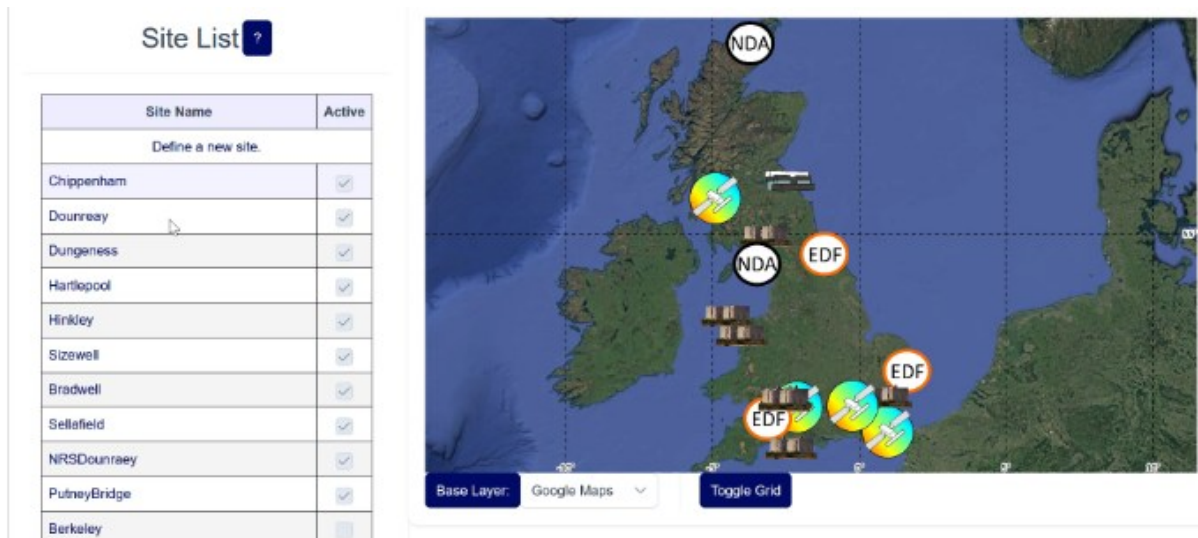 Site List ?
Site Name Active
Define a new site.
Chippenham
Dounreay
Dungeness
Hartlepool
Hinkley
Sizewell
Bradwell
Sellafield
NRSDounraey
PutneyBridge
Berkeley
NDA
NDA
EDF
EDF
EDF
Base Layer: Google Maps
Toggle Grid